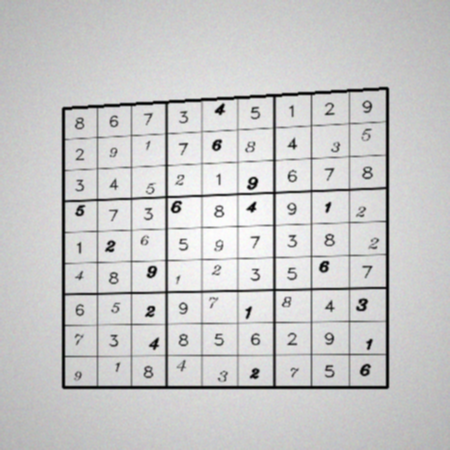 8 6 7 3 4 5 1 2 9
2 9 1 7 6 8 4 3 5
3 4 5 2 1 9 6 7 8
5 7 3 6 8 4 9 1 2
1 2 6 5 9 7 3 8 2
4 8 9 1 2 3 5 6 7
6 5 2 9 7 1 8 4 3
7 3 4 8 5 6 2 9 1
9 1 8 4 3 2 7 5 6